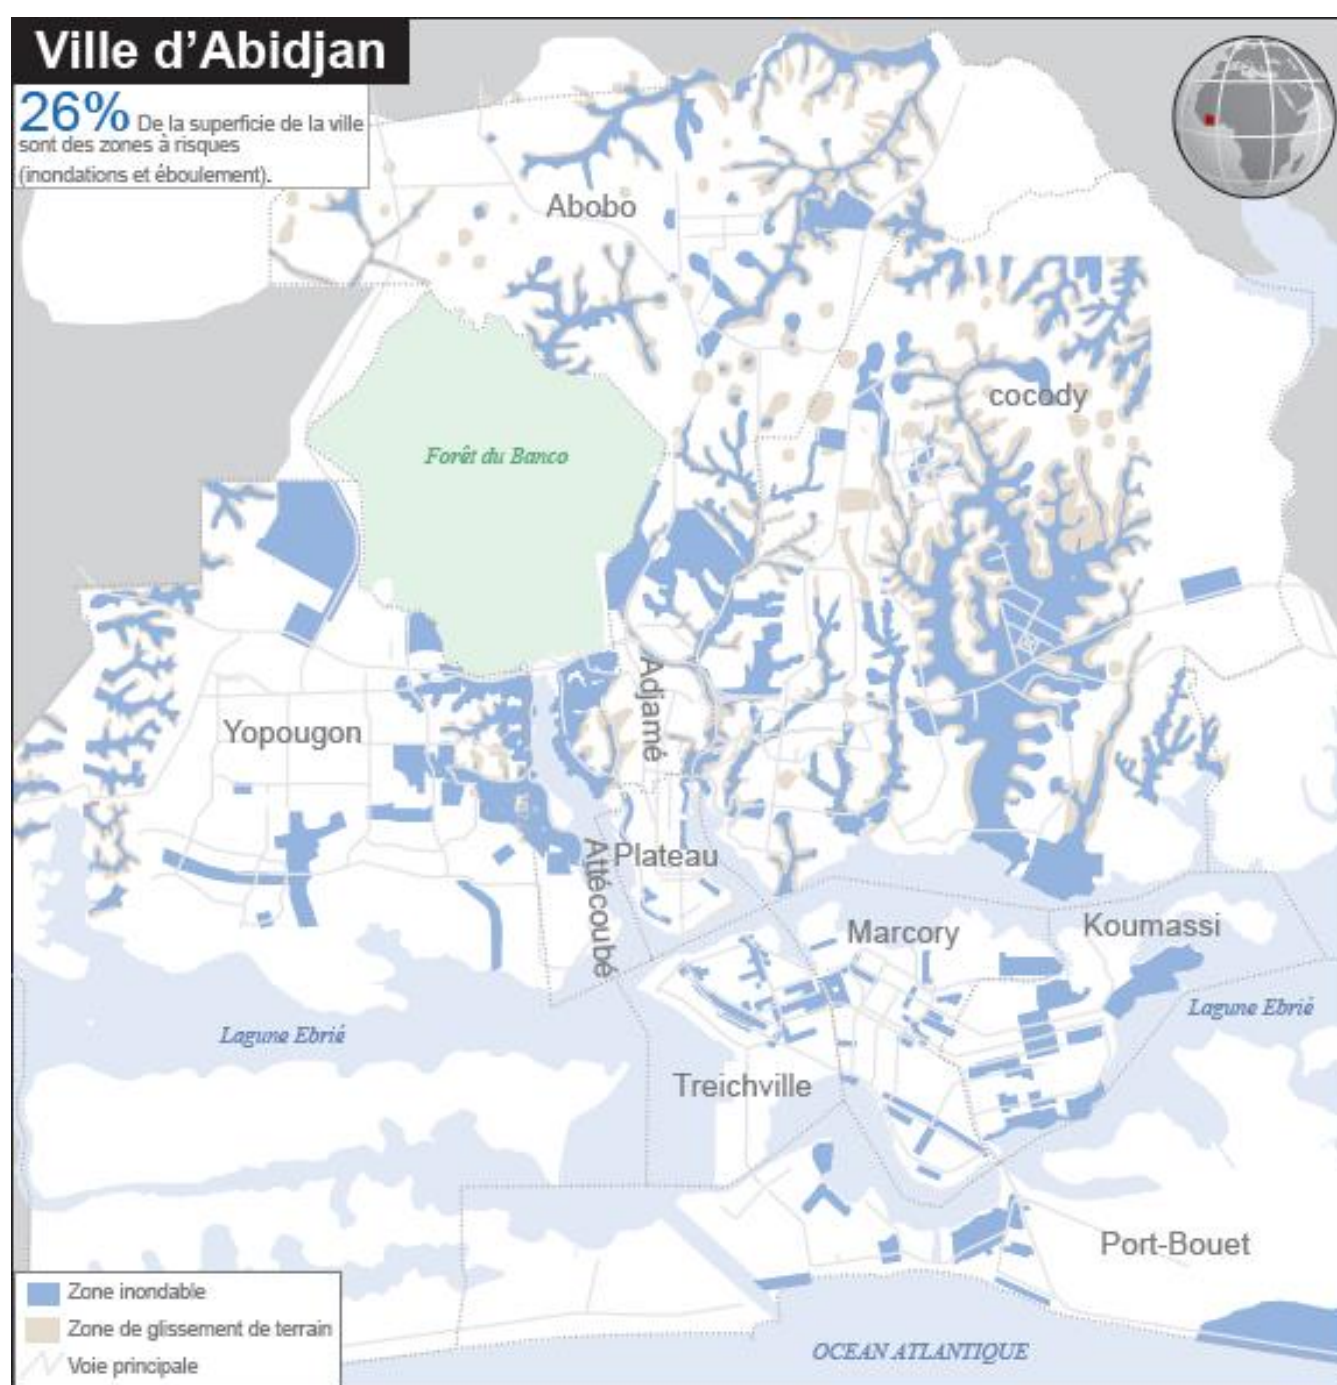 Ville d'Abidjan
26% De la superficie de la ville
sont des zones à risques
(inondations et éboulement).
Abobo
cocody
Forêt du Banco
Adjamé
Yopougon
Plateau
Attécoubé
Marcory
Koumassi
Lagune Ebrié
Lagune Ebrié
Treichville
Port-Bouet
Zone inondable
Zone de glissement de terrain
Voie principale
OCEAN ATLANTIQUE